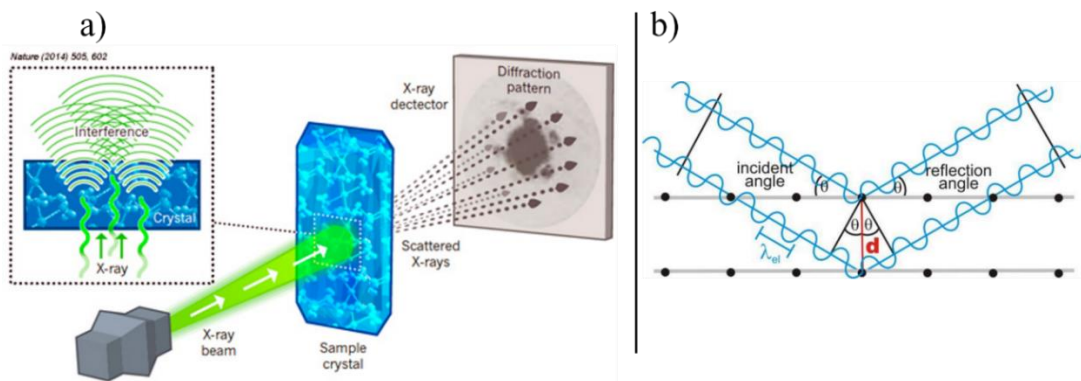 a)
Nature (2014) 505, 602
Interference
Crystal
X-ray
X-ray
beam
Sample
crystal
X-ray
dectector
Diffraction
pattern
Scattered
X-rays
b)
incident
angle
θ
θ
reflection
angle
θ θ
d
λel